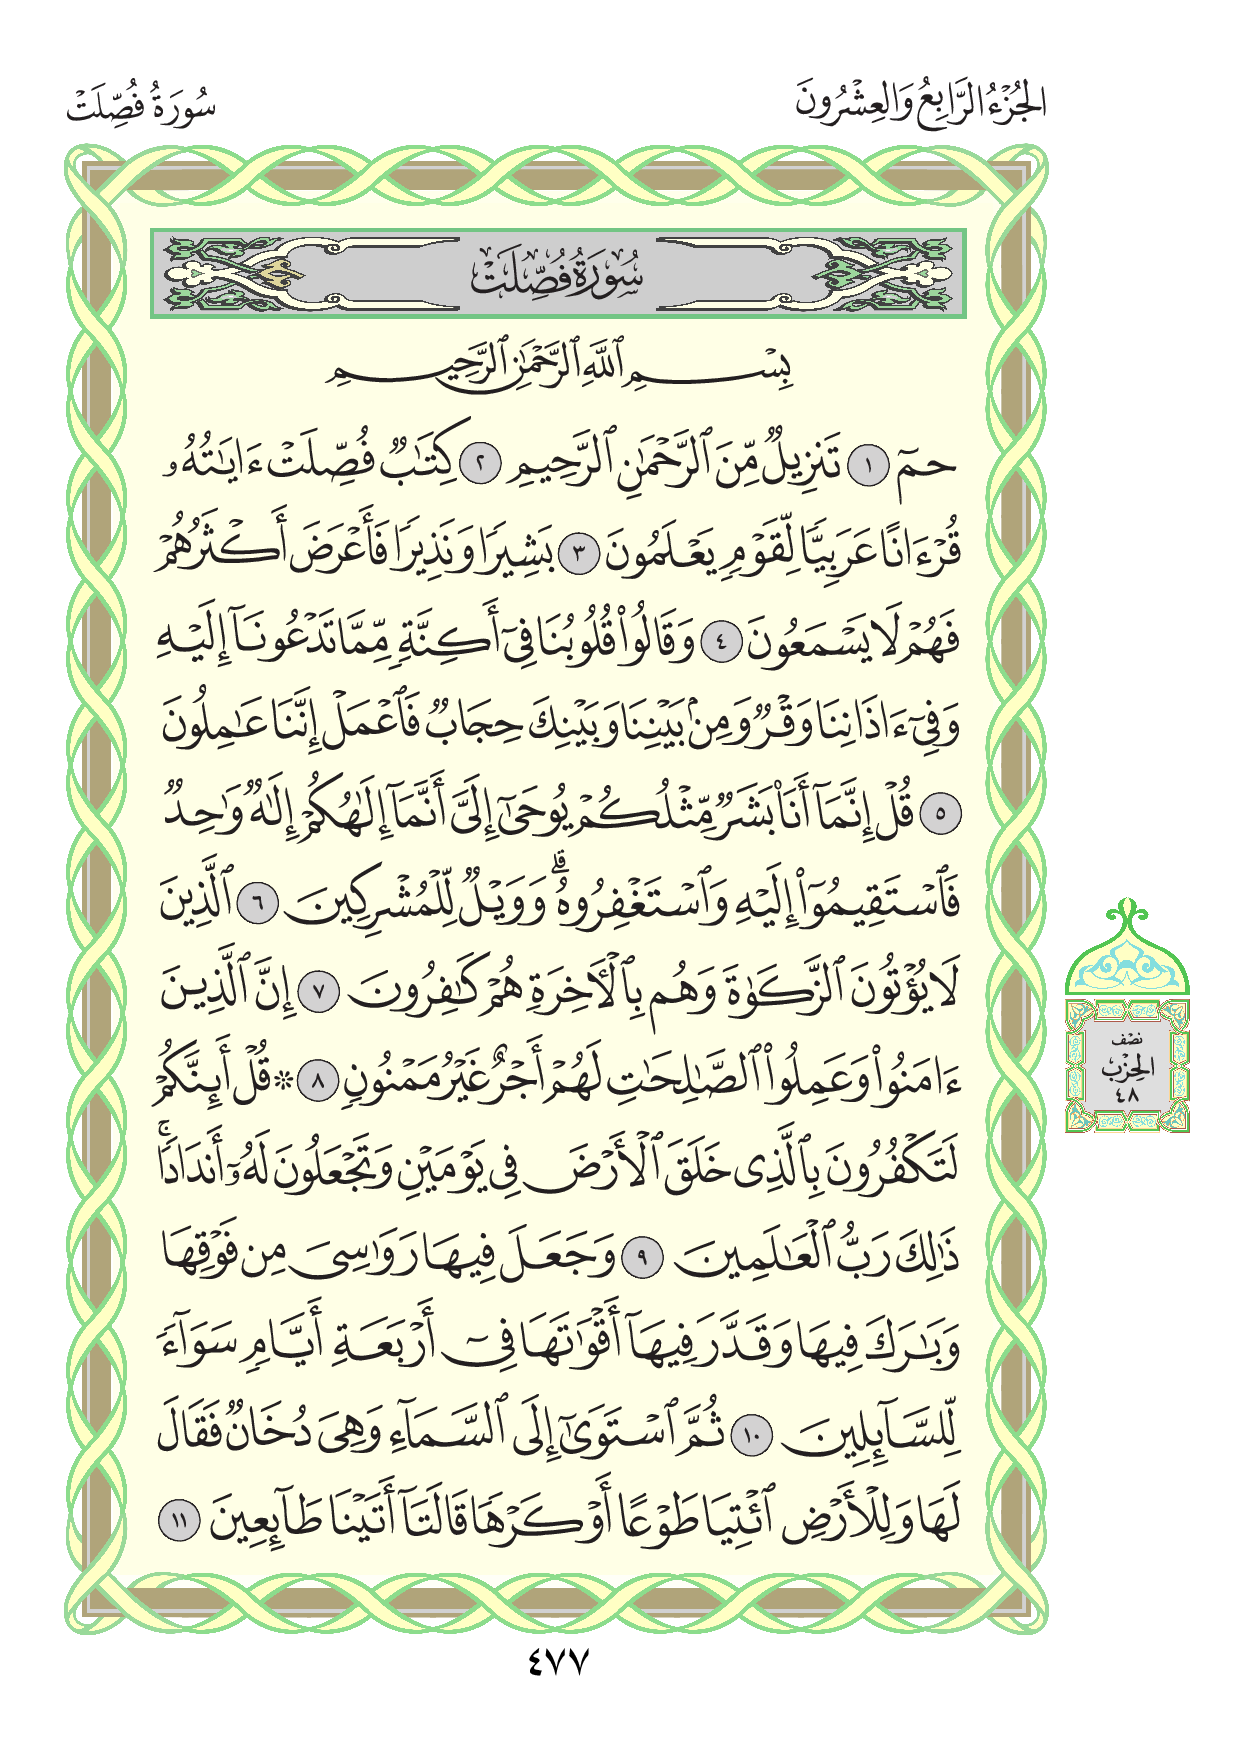 الجُزْءُ الرَّابِعُ وَالعِشْرُونَ
سُورَةُ فُصِّلَتْ
سُورَةُ فُصِّلَتْ
بِسْمِ ٱللَّهِ ٱلرَّحْمَٰنِ ٱلرَّحِيمِ
حمٓ ١ تَنزِيلٌ مِّنَ ٱلرَّحْمَٰنِ ٱلرَّحِيمِ ٢ كِتَٰبٌ فُصِّلَتْ ءَايَٰتُهُۥ
قُرْءَانًا عَرَبِيًّا لِّقَوْمٍ يَعْلَمُونَ ٣ بَشِيرًا وَنَذِيرًا فَأَعْرَضَ أَكْثَرُهُمْ
فَهُمْ لَا يَسْمَعُونَ ٤ وَقَالُوا۟ قُلُوبُنَا فِىٓ أَكِنَّةٍ مِّمَّا تَدْعُونَآ إِلَيْهِ
وَفِىٓ ءَاذَانِنَا وَقْرٌ وَمِنۢ بَيْنِنَا وَبَيْنِكَ حِجَابٌ فَٱعْمَلْ إِنَّنَا عَٰمِلُونَ
٥ قُلْ إِنَّمَآ أَنَا۠ بَشَرٌ مِّثْلُكُمْ يُوحَىٰٓ إِلَىَّ أَنَّمَآ إِلَٰهُكُمْ إِلَٰهٌ وَٰحِدٌ
فَٱسْتَقِيمُوٓا۟ إِلَيْهِ وَٱسْتَغْفِرُوهُ ۗ وَوَيْلٌ لِّلْمُشْرِكِينَ ٦ ٱلَّذِينَ
لَا يُؤْتُونَ ٱلزَّكَوٰةَ وَهُم بِٱلْأَخِرَةِ هُمْ كَٰفِرُونَ ٧ إِنَّ ٱلَّذِينَ
ءَامَنُوا۟ وَعَمِلُوا۟ ٱلصَّٰلِحَٰتِ لَهُمْ أَجْرٌ غَيْرُ مَمْنُونٍ ٨ ۞ قُلْ أَئِنَّكُمْ
لَتَكْفُرُونَ بِٱلَّذِى خَلَقَ ٱلْأَرْضَ فِى يَوْمَيْنِ وَتَجْعَلُونَ لَهُۥٓ أَندَادًا ۚ
ذَٰلِكَ رَبُّ ٱلْعَٰلَمِينَ ٩ وَجَعَلَ فِيهَا رَوَٰسِىَ مِن فَوْقِهَا
وَبَٰرَكَ فِيهَا وَقَدَّرَ فِيهَآ أَقْوَٰتَهَا فِىٓ أَرْبَعَةِ أَيَّامٍ سَوَآءً
لِّلسَّآئِلِينَ ١٠ ثُمَّ ٱسْتَوَىٰٓ إِلَى ٱلسَّمَآءِ وَهِىَ دُخَانٌ فَقَالَ
لَهَا وَلِلْأَرْضِ ٱئْتِيَا طَوْعًا أَوْ كَرْهًا قَالَتَآ أَتَيْنَا طَآئِعِينَ ١١
نصْف
الحِزْب
٤٨
٤٧٧